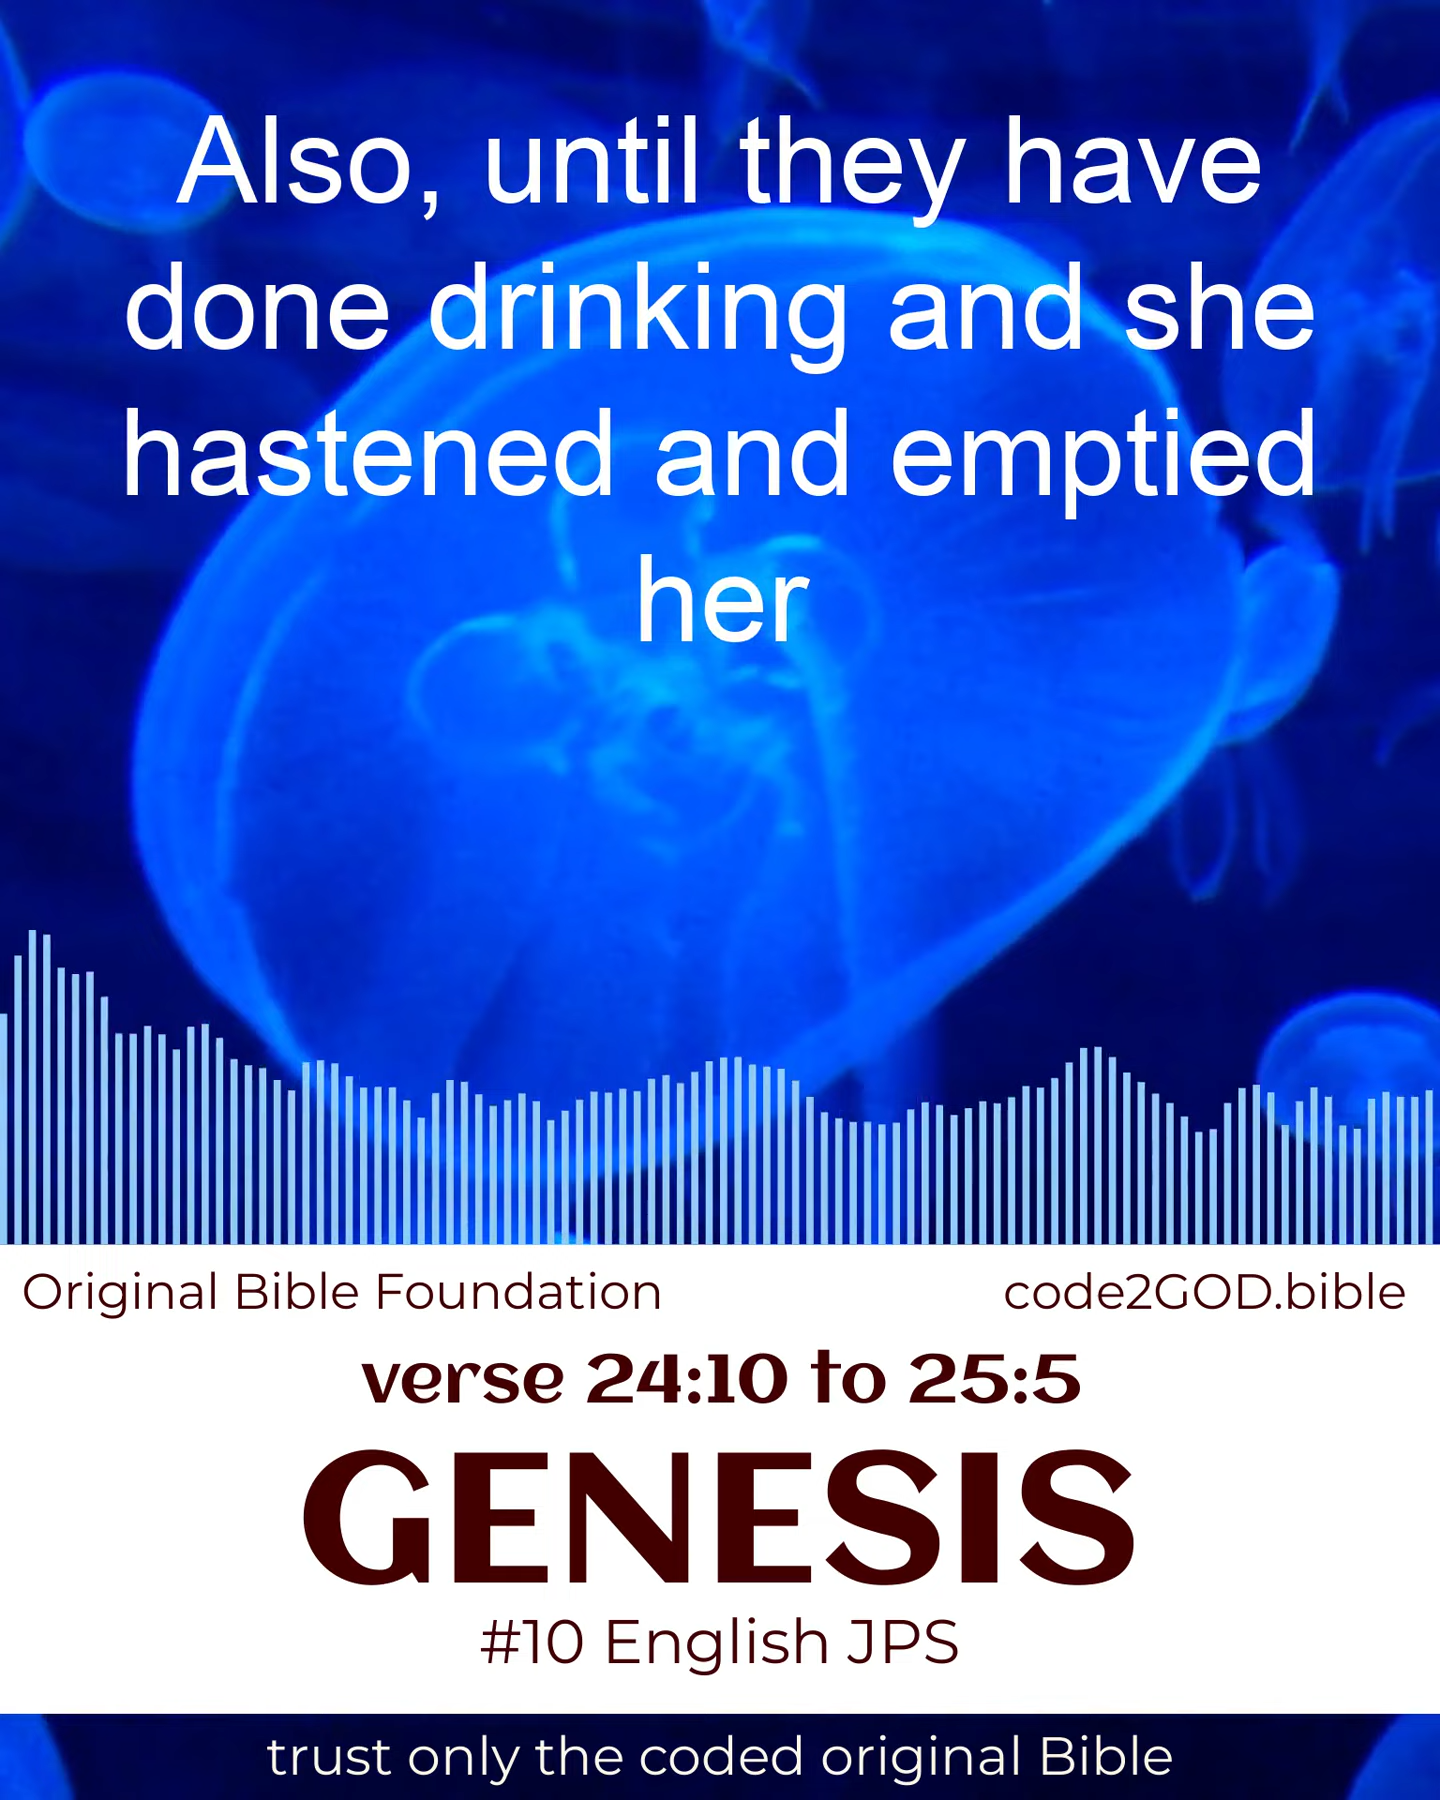 Also, until they have
done drinking and she
hastened and emptied
her
Original Bible Foundation
code2GOD.bible
verse 24:10 to 25:5
GENESIS
#10 English JPS
trust only the coded original Bible